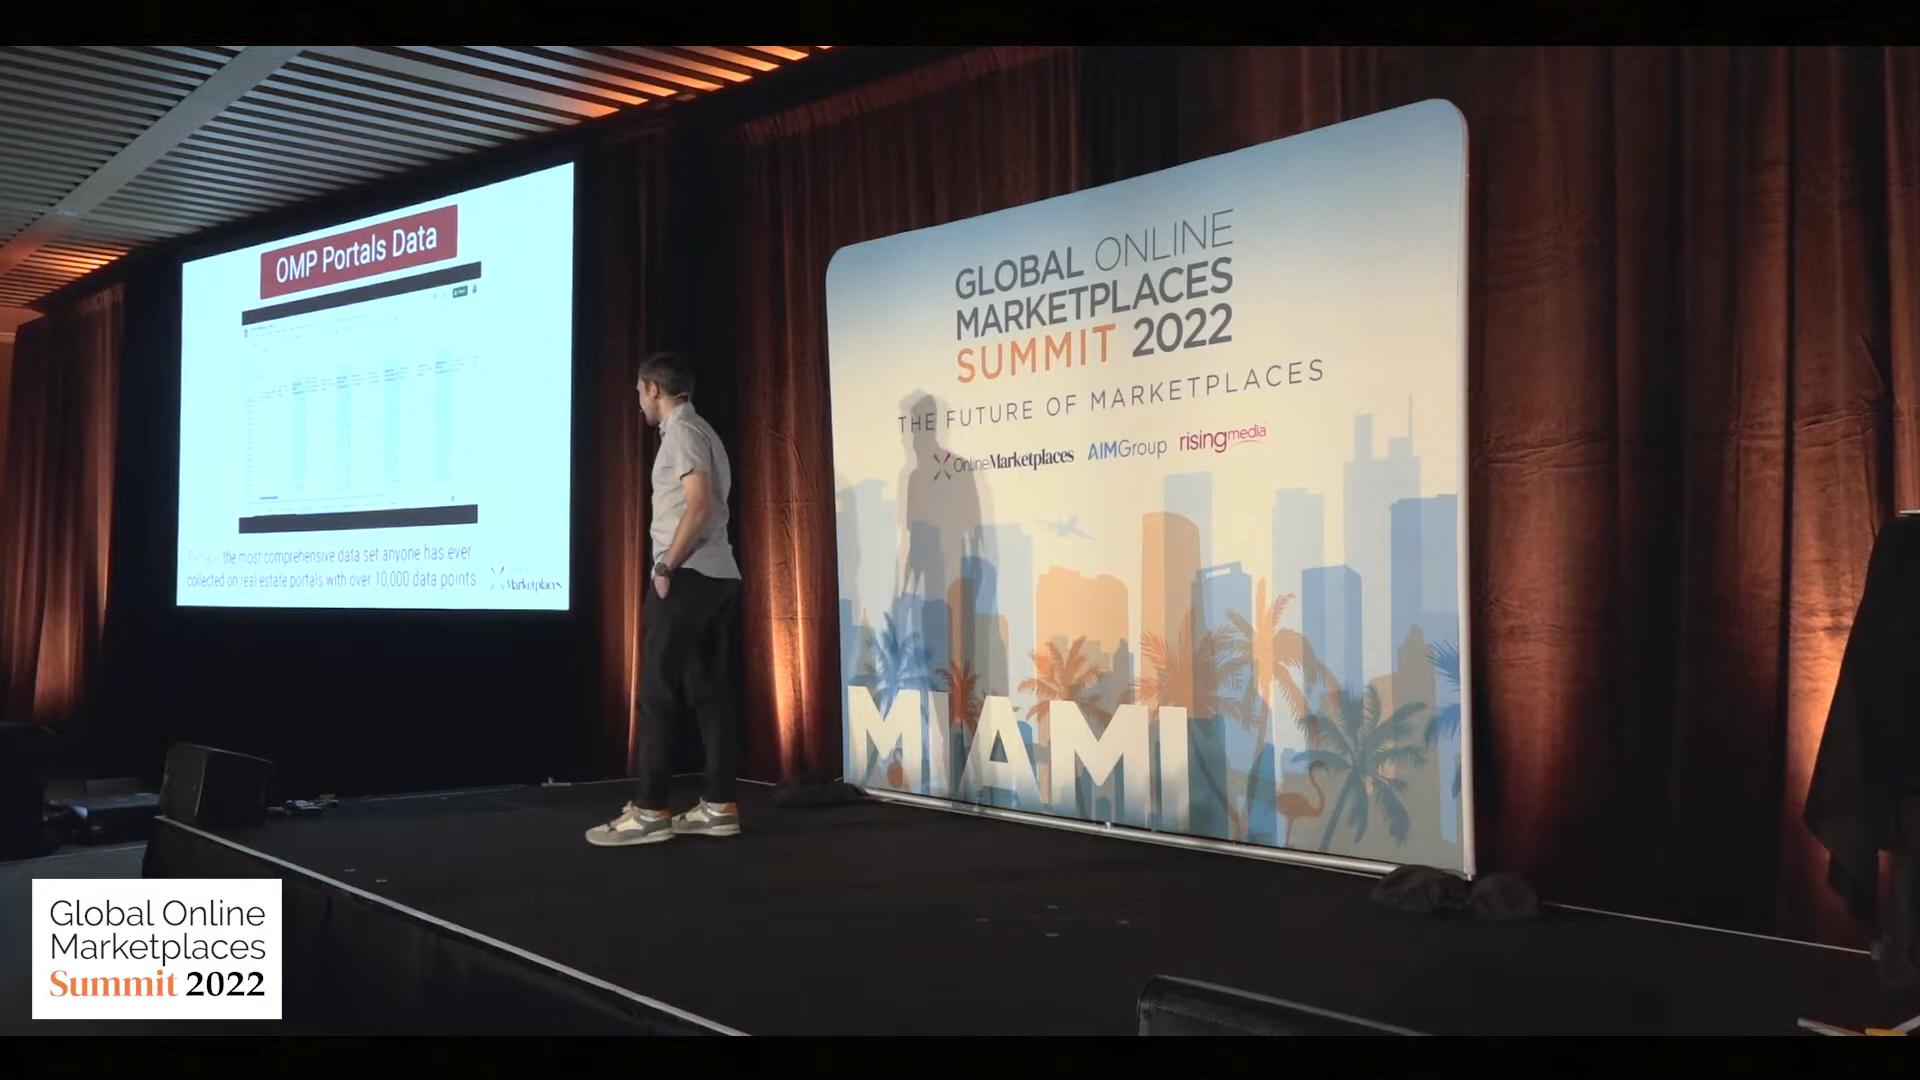 OMP Portals Data
Perhaps the most comprehensive data set anyone has ever
collected on real estate portals with over 10,000 data points
Marketplaces
GLOBAL ONLINE
MARKETPLACES
SUMMIT 2022
THE FUTURE OF MARKETPLACES
OnlineMarketplaces AIMGroup risingmedia
MIAMI
Global Online
Marketplaces
Summit 2022